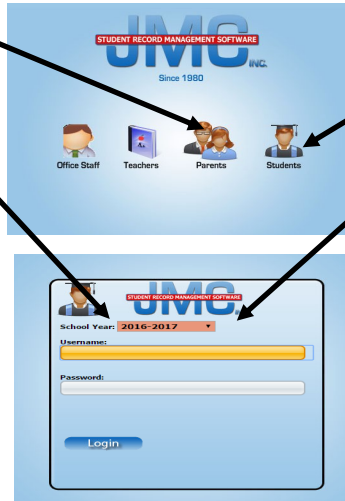 STUDENT RECORD MANAGEMENT SOFTWARE
JMC
INC.
Since 1980
Office Staff Teachers Parents Students
STUDENT RECORD MANAGEMENT SOFTWARE
JMC
School Year: 2016-2017
Username:
Password:
Login